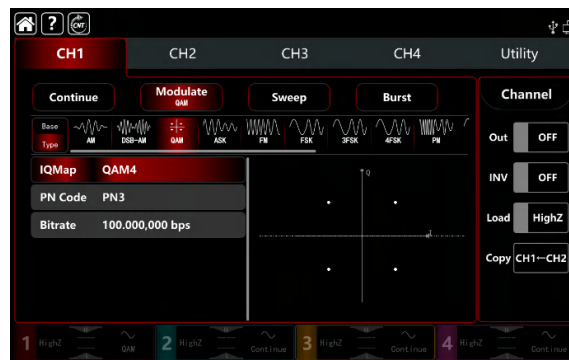 ? CNT
CH1 CH2 CH3 CH4 Utility
Continue Modulate QAM Sweep Burst Channel
Base Type AM DSB-AM QAM ASK FM FSK 3FSK 4FSK PM
Out OFF
IQMap QAM4
Q
INV OFF
PN Code PN3
Bitrate 100.000,000 bps
I
Load HighZ
Copy CH1←CH2
1 HighZ QAM 2 HighZ Continue 3 HighZ Continue 4 HighZ Continue